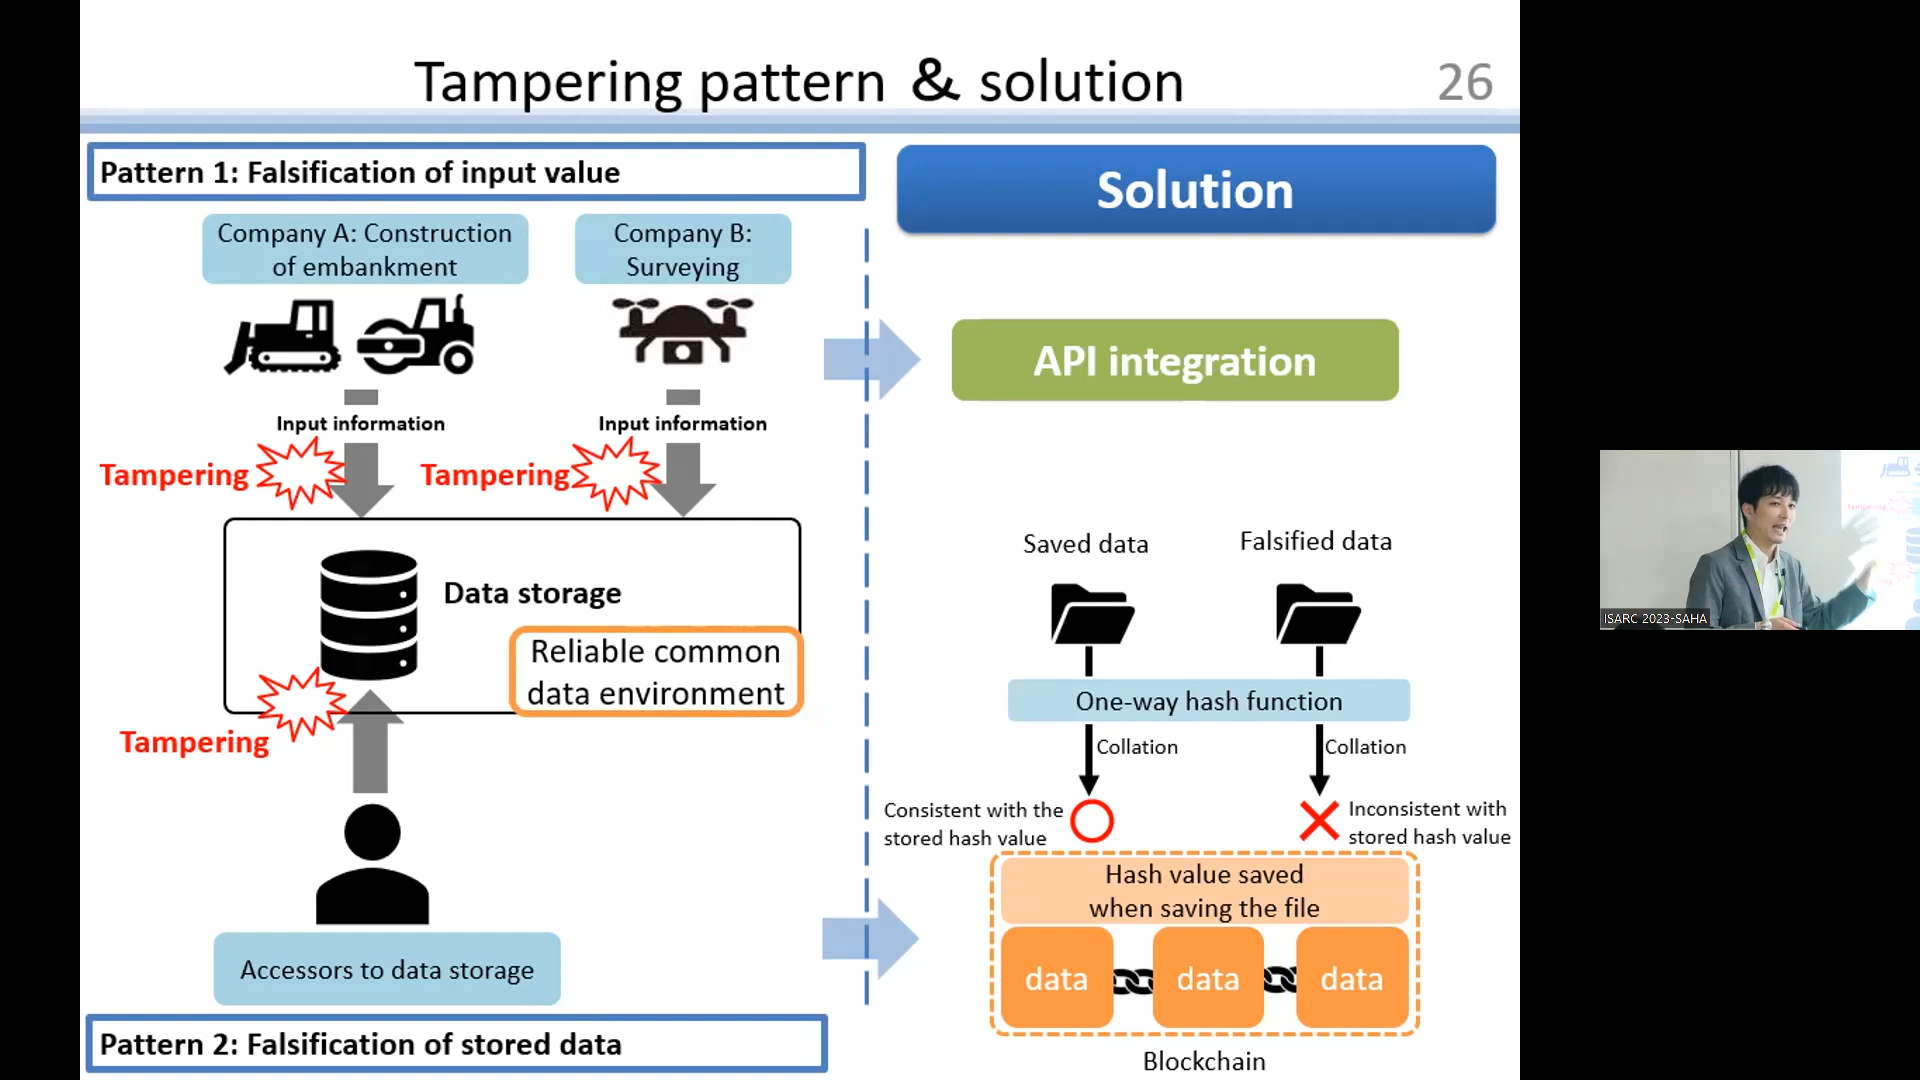 Tampering pattern & solution
26
Pattern 1: Falsification of input value
Company A: Construction
of embankment
Company B:
Surveying
Input information
Input information
Tampering
Tampering
Data storage
Reliable common
data environment
Tampering
Accessors to data storage
Pattern 2: Falsification of stored data
Solution
API integration
Saved data
Falsified data
One-way hash function
Collation
Collation
Consistent with the
stored hash value
Inconsistent with
stored hash value
Hash value saved
when saving the file
data
data
data
Blockchain
Tampering
ISARC 2023-SAHA